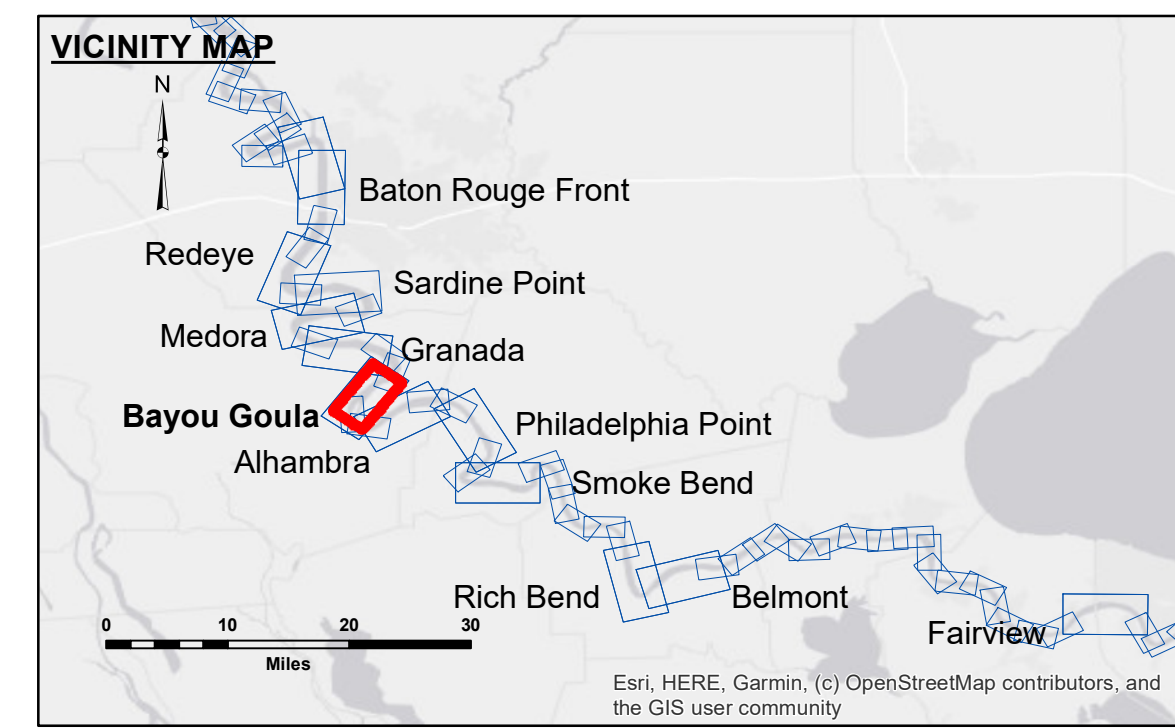 VICINITY MAP
N
Baton Rouge Front
Redeye
Sardine Point
Medora
Granada
Bayou Goula
Philadelphia Point
Alhambra
Smoke Bend
Rich Bend
Belmont
0 10 20 30
Miles
Fairview
Esri, HERE, Garmin, (c) OpenStreetMap contributors, and
the GIS user community